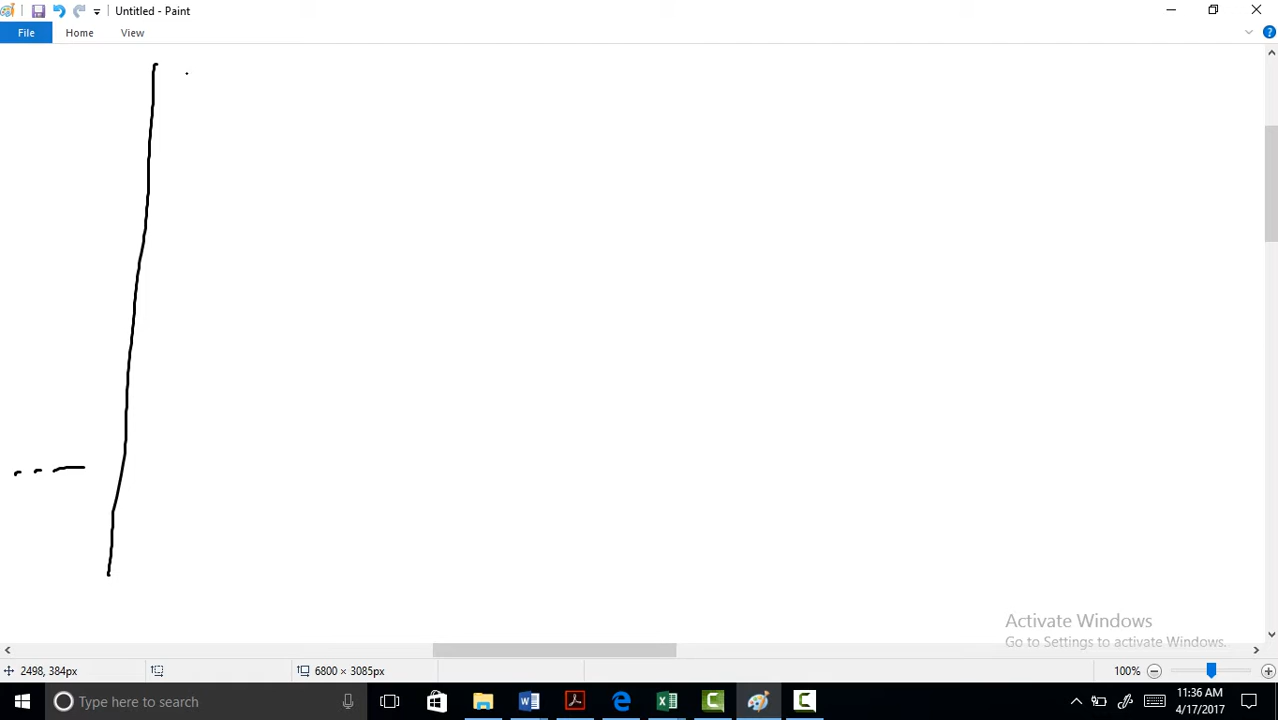 Untitled - Paint
File Home View
Activate Windows
Go to Settings to activate Windows.
2498, 384px 6800 × 3085px 100%
Type here to search
11:36 AM
4/17/2017